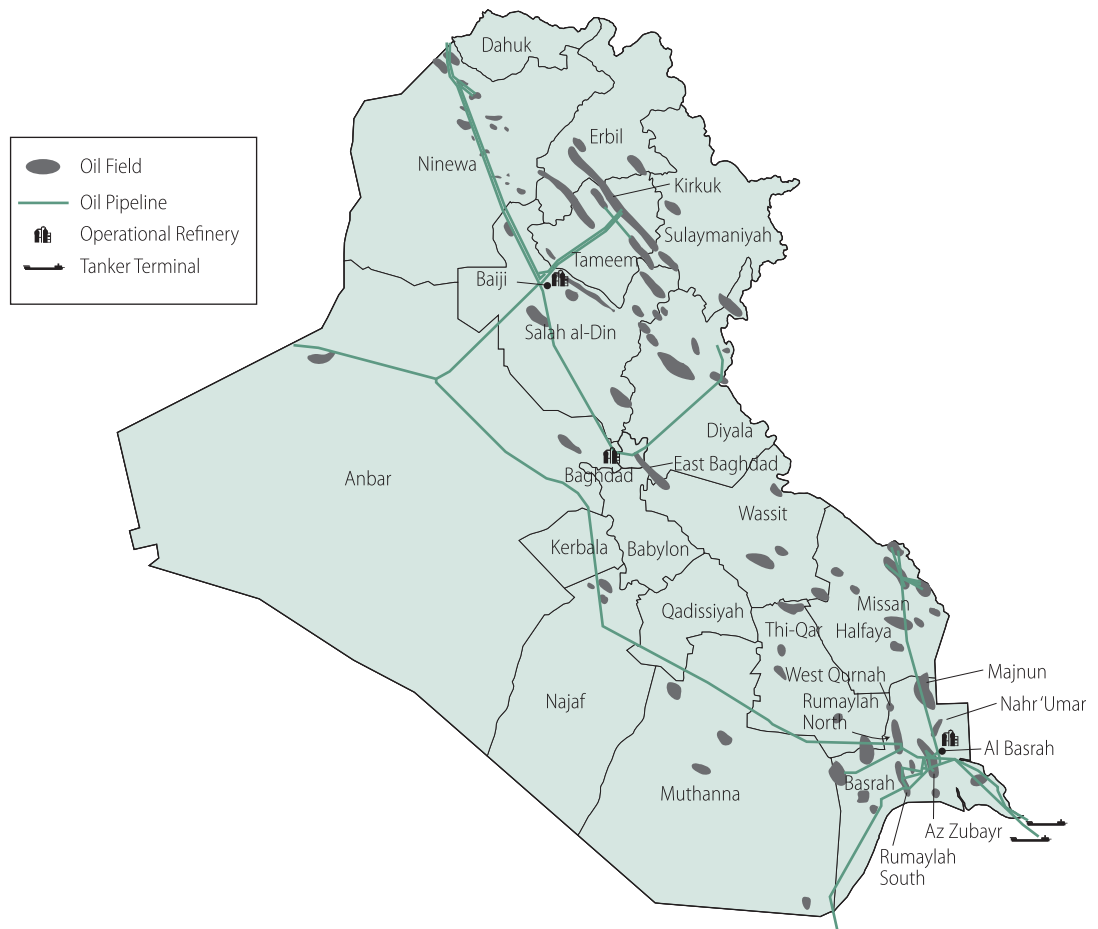 Oil Field
Oil Pipeline
Operational Refinery
Tanker Terminal
Dahuk
Erbil
Ninewa
Kirkuk
Sulaymaniyah
Tameem
Baiji
Salah al-Din
Diyala
East Baghdad
Baghdad
Anbar
Wassit
Kerbala
Babylon
Missan
Qadissiyah
Thi-Qar
Halfaya
West Qurnah
Majnun
Najaf
Rumaylah
North
Nahr ‘Umar
Al Basrah
Basrah
Muthanna
Az Zubayr
Rumaylah
South